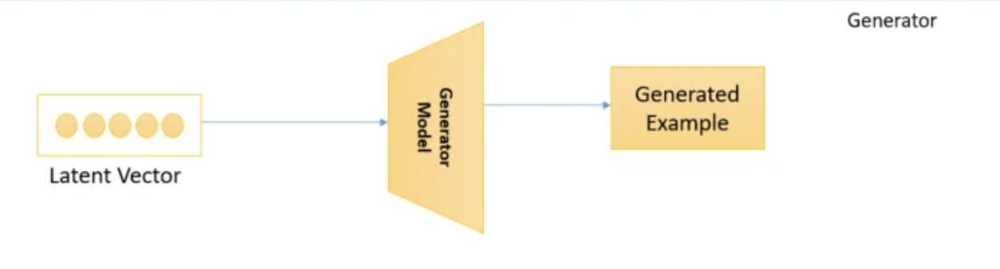 Generator
Latent Vector
Generator
Model
Generated
Example